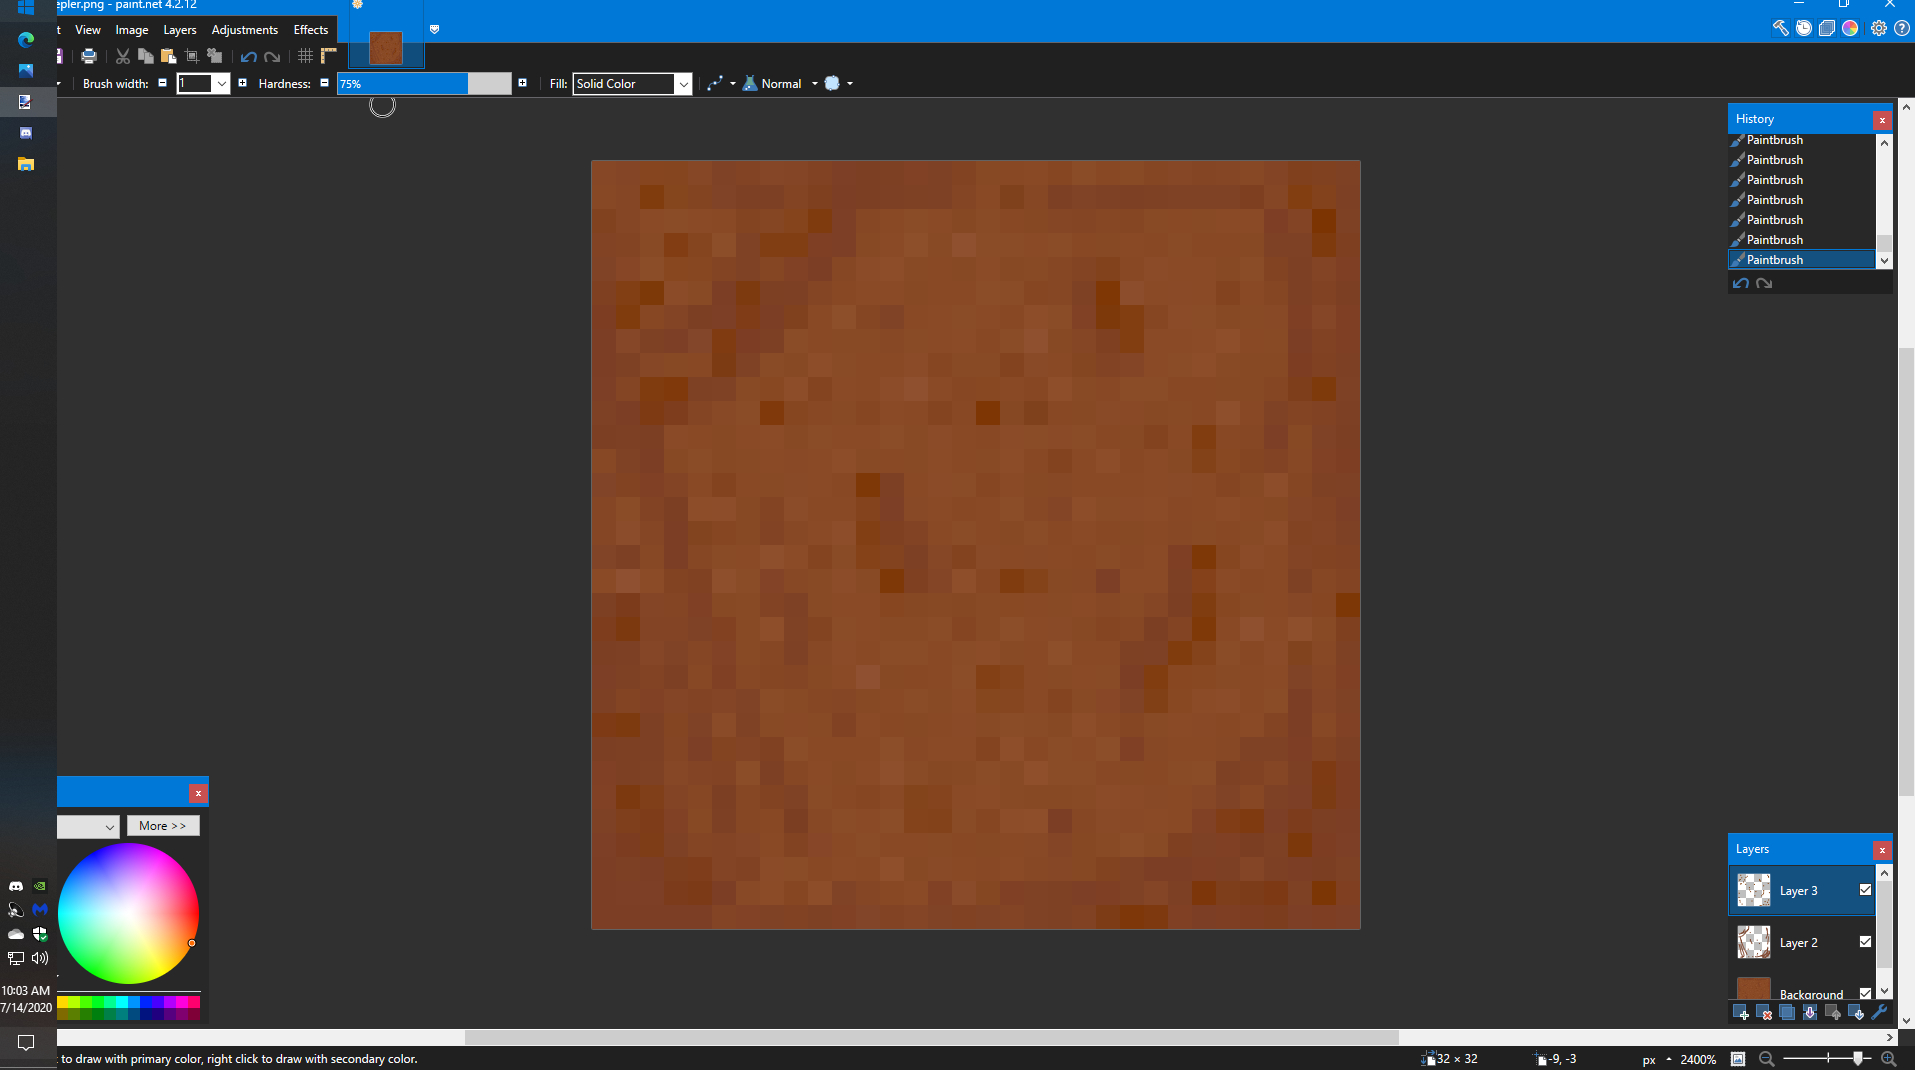 epler.png - paint.net 4.2.12
t View Image Layers Adjustments Effects
Brush width: 1 Hardness: 75% Fill: Solid Color Normal
History
Paintbrush
Paintbrush
Paintbrush
Paintbrush
Paintbrush
Paintbrush
Paintbrush
More >>
Layers
Layer 3
Layer 2
Background
10:03 AM
7/14/2020
to draw with primary color, right click to draw with secondary color.
32 × 32
-9, -3
px
2400%